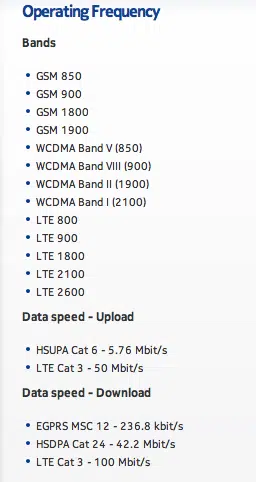 Operating Frequency
Bands
• GSM 850
• GSM 900
• GSM 1800
• GSM 1900
• WCDMA Band V (850)
• WCDMA Band VIII (900)
• WCDMA Band II (1900)
• WCDMA Band I (2100)
• LTE 800
• LTE 900
• LTE 1800
• LTE 2100
• LTE 2600
Data speed - Upload
• HSUPA Cat 6 - 5.76 Mbit/s
• LTE Cat 3 - 50 Mbit/s
Data speed - Download
• EGPRS MSC 12 - 236.8 kbit/s
• HSDPA Cat 24 - 42.2 Mbit/s
• LTE Cat 3 - 100 Mbit/s